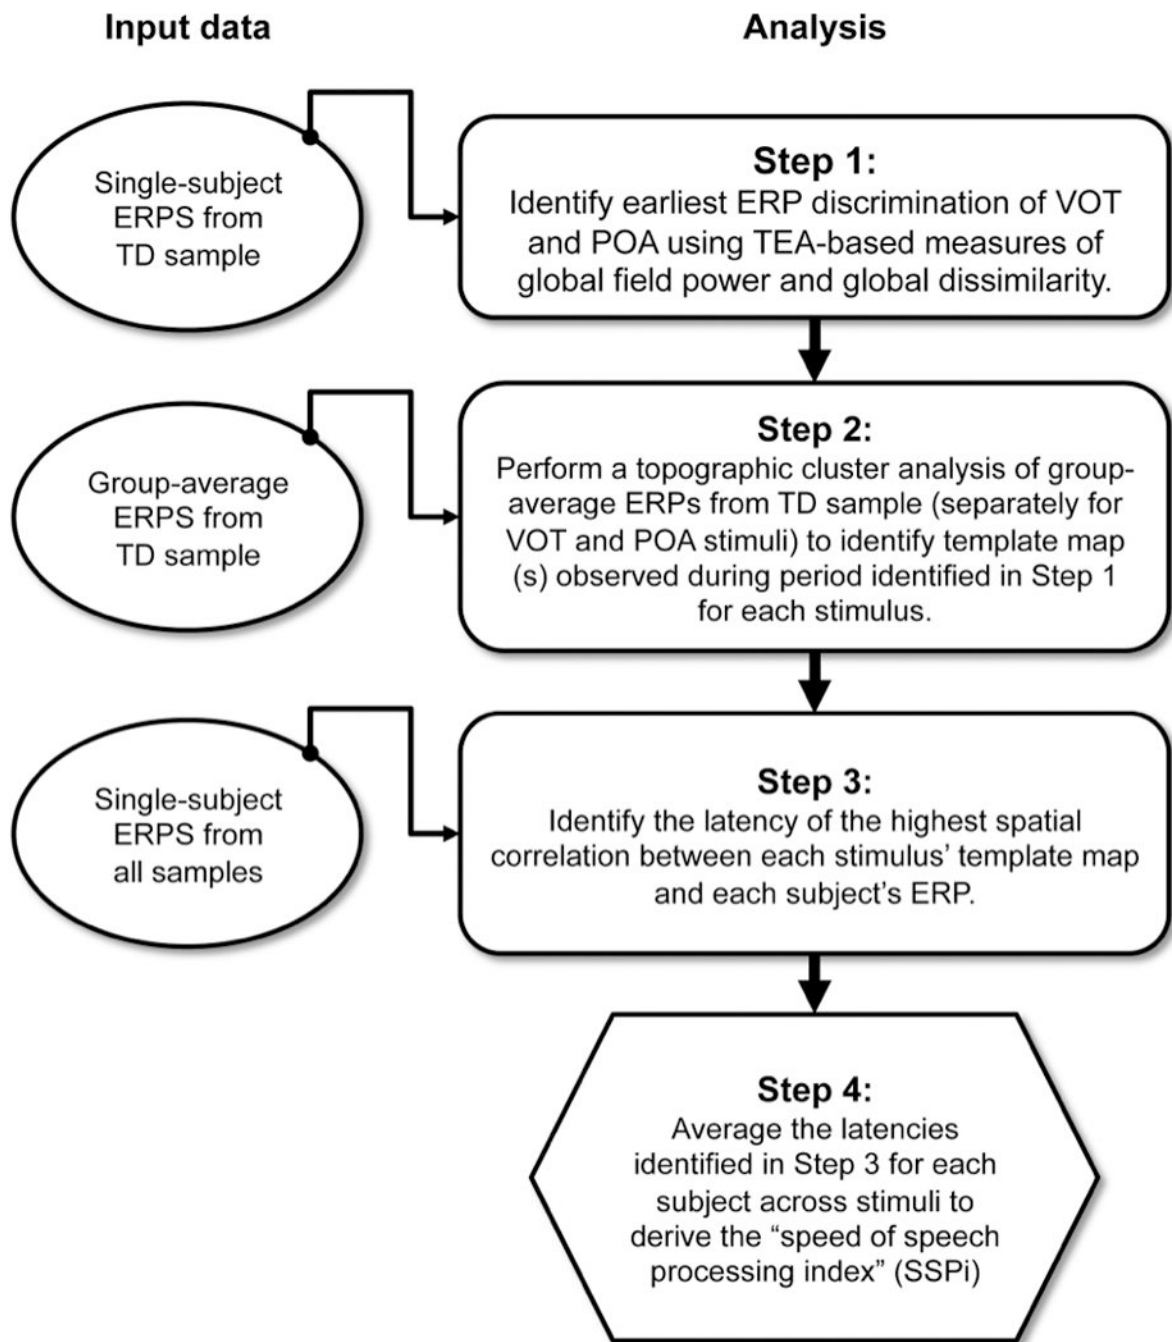 Input data
Analysis
Single-subject
ERPS from
TD sample
Step 1:
Identify earliest ERP discrimination of VOT
and POA using TEA-based measures of
global field power and global dissimilarity.
Group-average
ERPS from
TD sample
Step 2:
Perform a topographic cluster analysis of group-
average ERPs from TD sample (separately for
VOT and POA stimuli) to identify template map
(s) observed during period identified in Step 1
for each stimulus.
Single-subject
ERPS from
all samples
Step 3:
Identify the latency of the highest spatial
correlation between each stimulus’ template map
and each subject’s ERP.
Step 4:
Average the latencies
identified in Step 3 for each
subject across stimuli to
derive the “speed of speech
processing index” (SSPi)